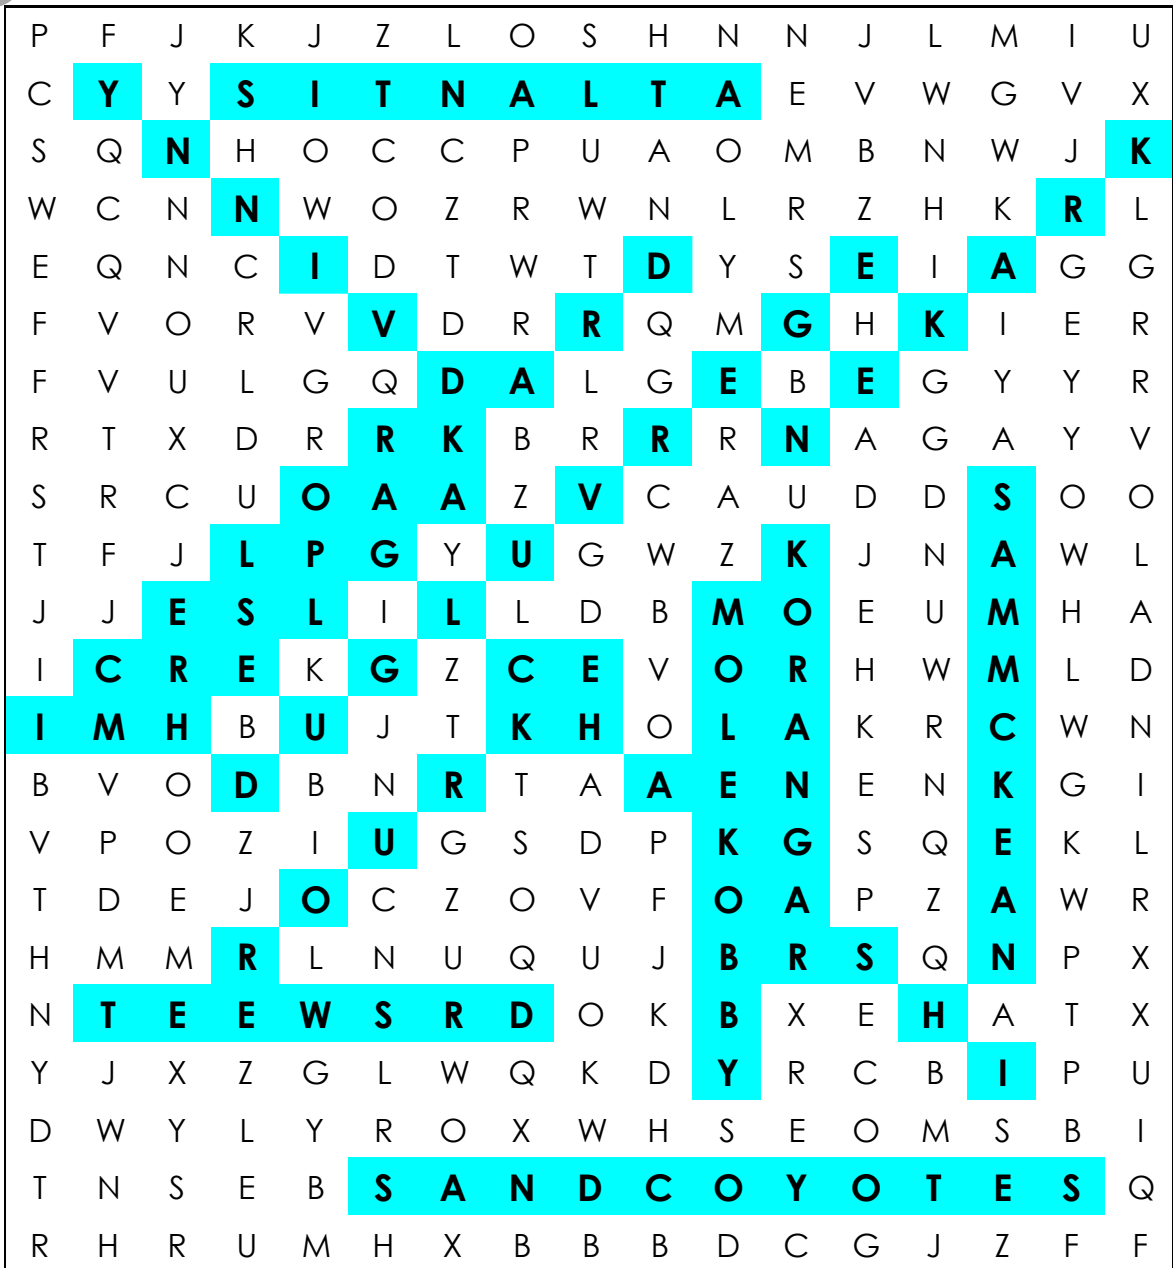 P F J K J Z L O S H N N J L M I U
C Y Y S I T N A L T A E V W G V X
S Q N H O C C P U A O M B N W J K
W C N N W O Z R W N L R Z H K R L
E Q N C I D T W T D Y S E I A G G
F V O R V V D R R Q M G H K I E R
F V U L G Q D A L G E B E G Y Y R
R T X D R R K B R R R N A G A Y V
S R C U O A A Z V C A U D D S O O
T F J L P G Y U G W Z K J N A W L
J J E S L I L L D B M O E U M H A
I C R E K G Z C E V O R H W M L D
I M H B U J T K H O L A K R C W N
B V O D B N R T A A E N E N K G I
V P O Z I U G S D P K G S Q E K L
T D E J O C Z O V F O A P Z A W R
H M M R L N U Q U J B R S Q N P X
N T E E W S R D O K B X E H A T X
Y J X Z G L W Q K D Y R C B I P U
D W Y L Y R O X W H S E O M S B I
T N S E B S A N D C O Y O T E S Q
R H R U M H X B B B D C G J Z F F